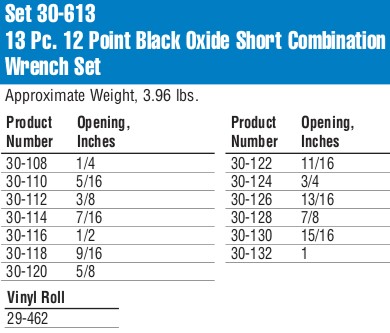 Set 30-613
13 Pc. 12 Point Black Oxide Short Combination
Wrench Set
Approximate Weight, 3.96 lbs.
Product Opening,
Number Inches
30-108 1/4
30-110 5/16
30-112 3/8
30-114 7/16
30-116 1/2
30-118 9/16
30-120 5/8
Product Opening,
Number Inches
30-122 11/16
30-124 3/4
30-126 13/16
30-128 7/8
30-130 15/16
30-132 1
Vinyl Roll
29-462